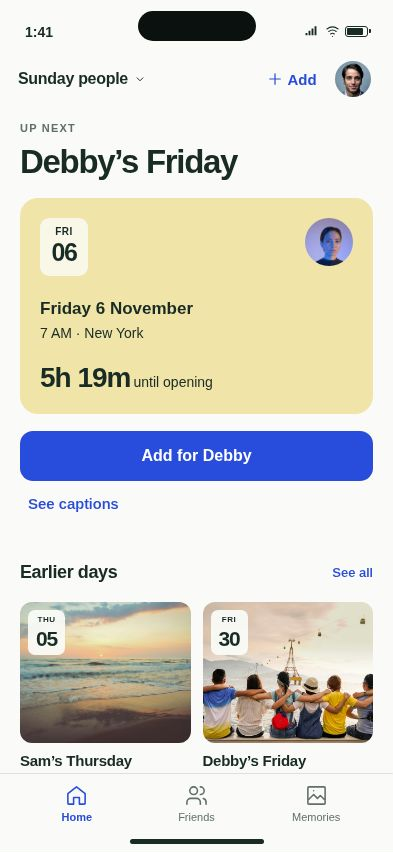 1:41
Sunday people
Add
UP NEXT
Debby’s Friday
FRI
06
Friday 6 November
7 AM · New York
5h 19m until opening
Add for Debby
See captions
Earlier days
See all
THU
05
FRI
30
Sam’s Thursday
Debby’s Friday
Home
Friends
Memories